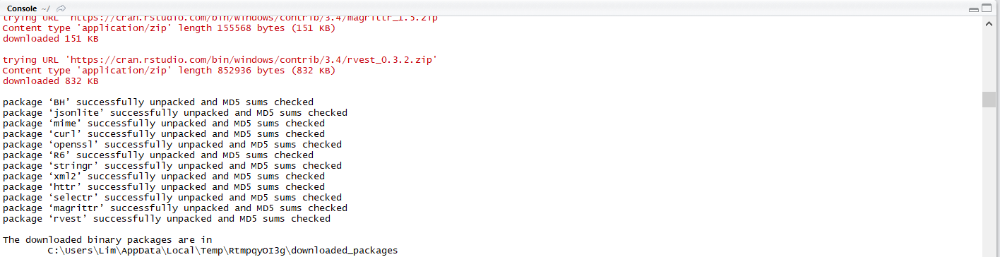 Console ~/
trying URL 'https://cran.rstudio.com/bin/windows/contrib/3.4/magrittr_1.5.zip'
Content type 'application/zip' length 155568 bytes (151 KB)
downloaded 151 KB
trying URL 'https://cran.rstudio.com/bin/windows/contrib/3.4/rvest_0.3.2.zip'
Content type 'application/zip' length 852936 bytes (832 KB)
downloaded 832 KB
package ‘BH’ successfully unpacked and MD5 sums checked
package ‘jsonlite’ successfully unpacked and MD5 sums checked
package ‘mime’ successfully unpacked and MD5 sums checked
package ‘curl’ successfully unpacked and MD5 sums checked
package ‘openssl’ successfully unpacked and MD5 sums checked
package ‘R6’ successfully unpacked and MD5 sums checked
package ‘stringr’ successfully unpacked and MD5 sums checked
package ‘xml2’ successfully unpacked and MD5 sums checked
package ‘httr’ successfully unpacked and MD5 sums checked
package ‘selectr’ successfully unpacked and MD5 sums checked
package ‘magrittr’ successfully unpacked and MD5 sums checked
package ‘rvest’ successfully unpacked and MD5 sums checked
The downloaded binary packages are in
C:\Users\Lim\AppData\Local\Temp\RtmpqyOI3g\downloaded_packages